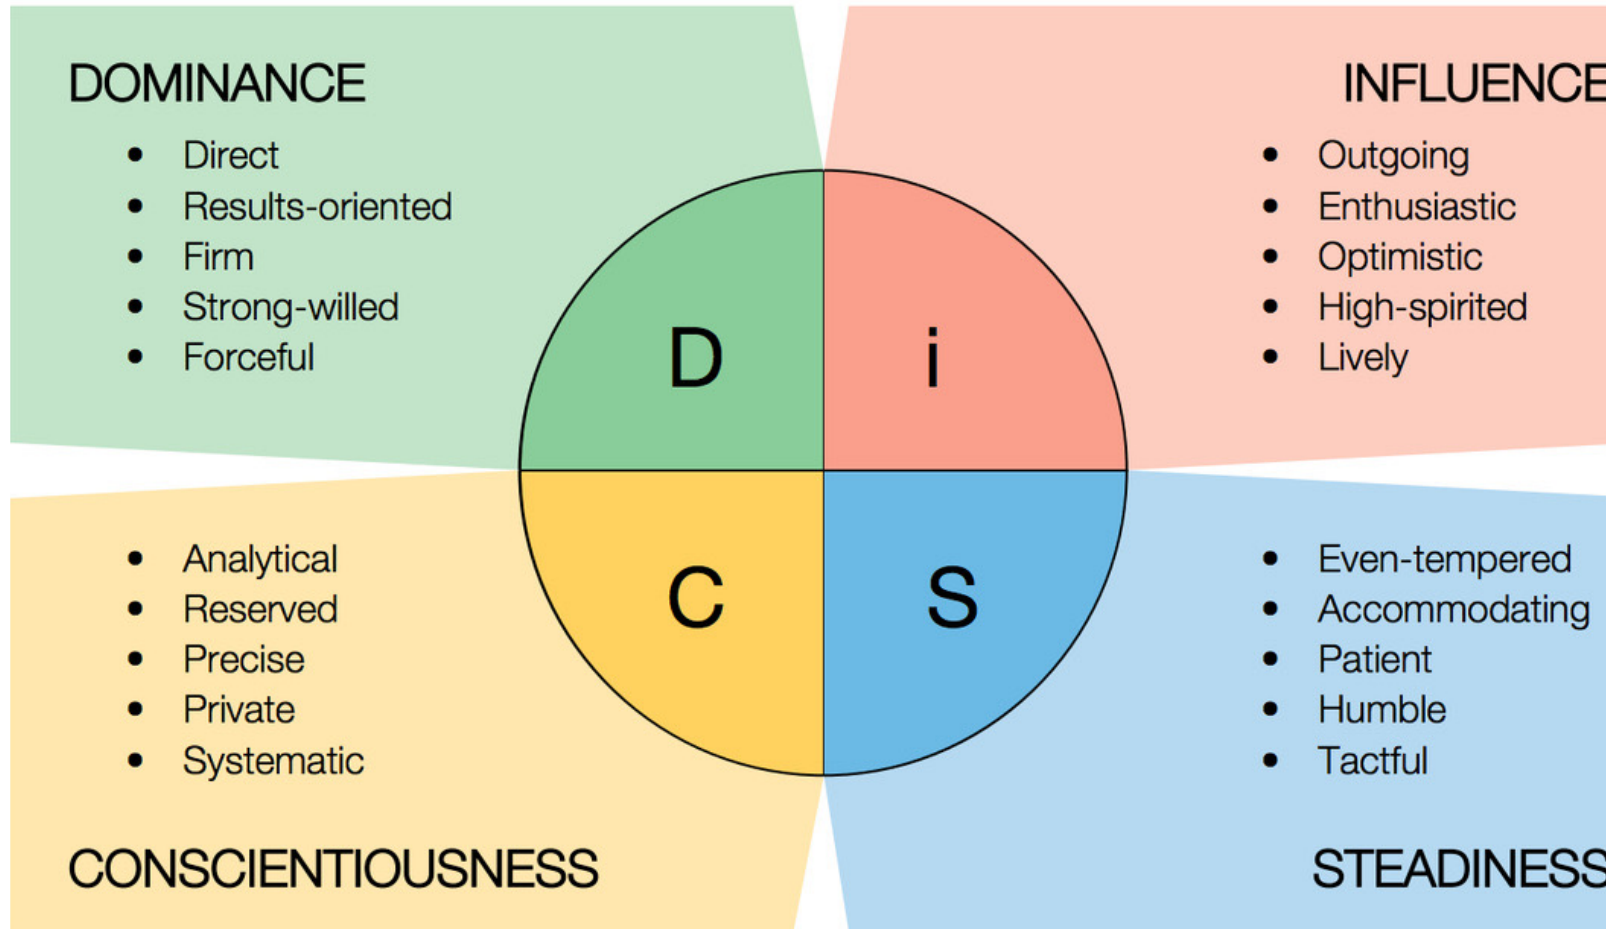 DOMINANCE
• Direct
• Results-oriented
• Firm
• Strong-willed
• Forceful
INFLUENCE
• Outgoing
• Enthusiastic
• Optimistic
• High-spirited
• Lively
D
i
C
S
• Analytical
• Reserved
• Precise
• Private
• Systematic
CONSCIENTIOUSNESS
• Even-tempered
• Accommodating
• Patient
• Humble
• Tactful
STEADINESS